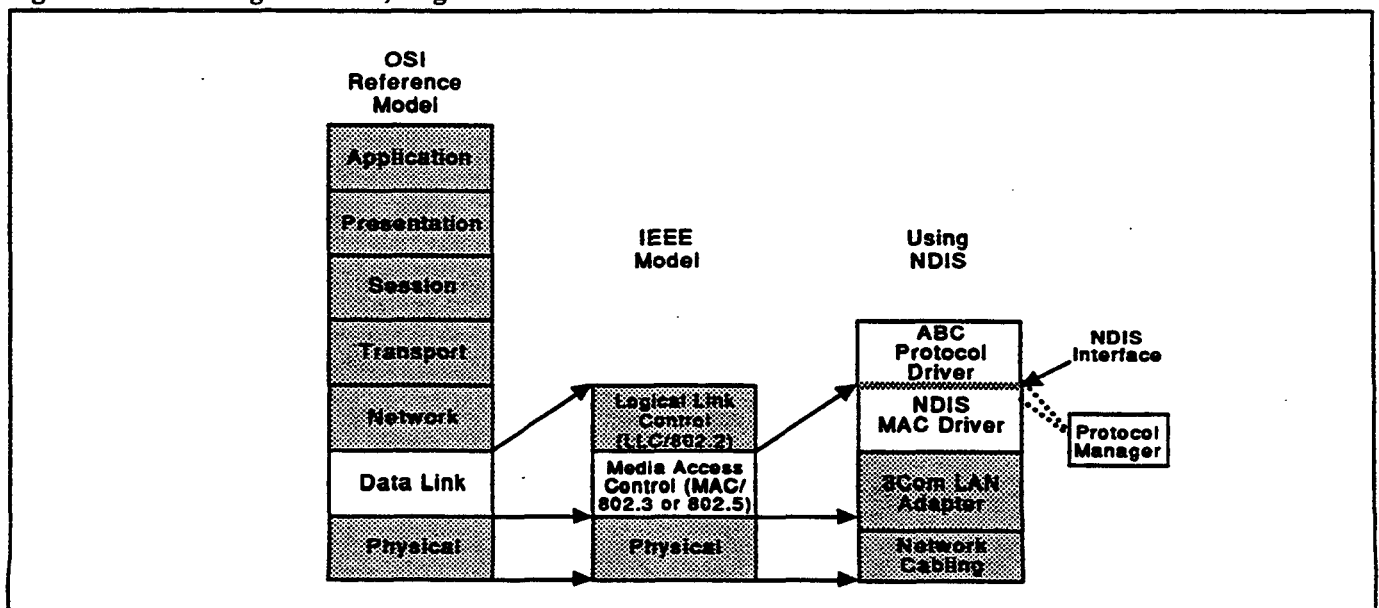 OSI
Reference
Model
Application
Presentation
Session
Transport
Network
Data Link
Physical
IEEE
Model
Logical Link
Control
(LLC/802.2)
Media Access
Control (MAC/
802.3 or 802.5)
Physical
Using
NDIS
ABC
Protocol
Driver
NDIS
MAC Driver
3Com LAN
Adapter
Network
Cabling
NDIS
Interface
Protocol
Manager